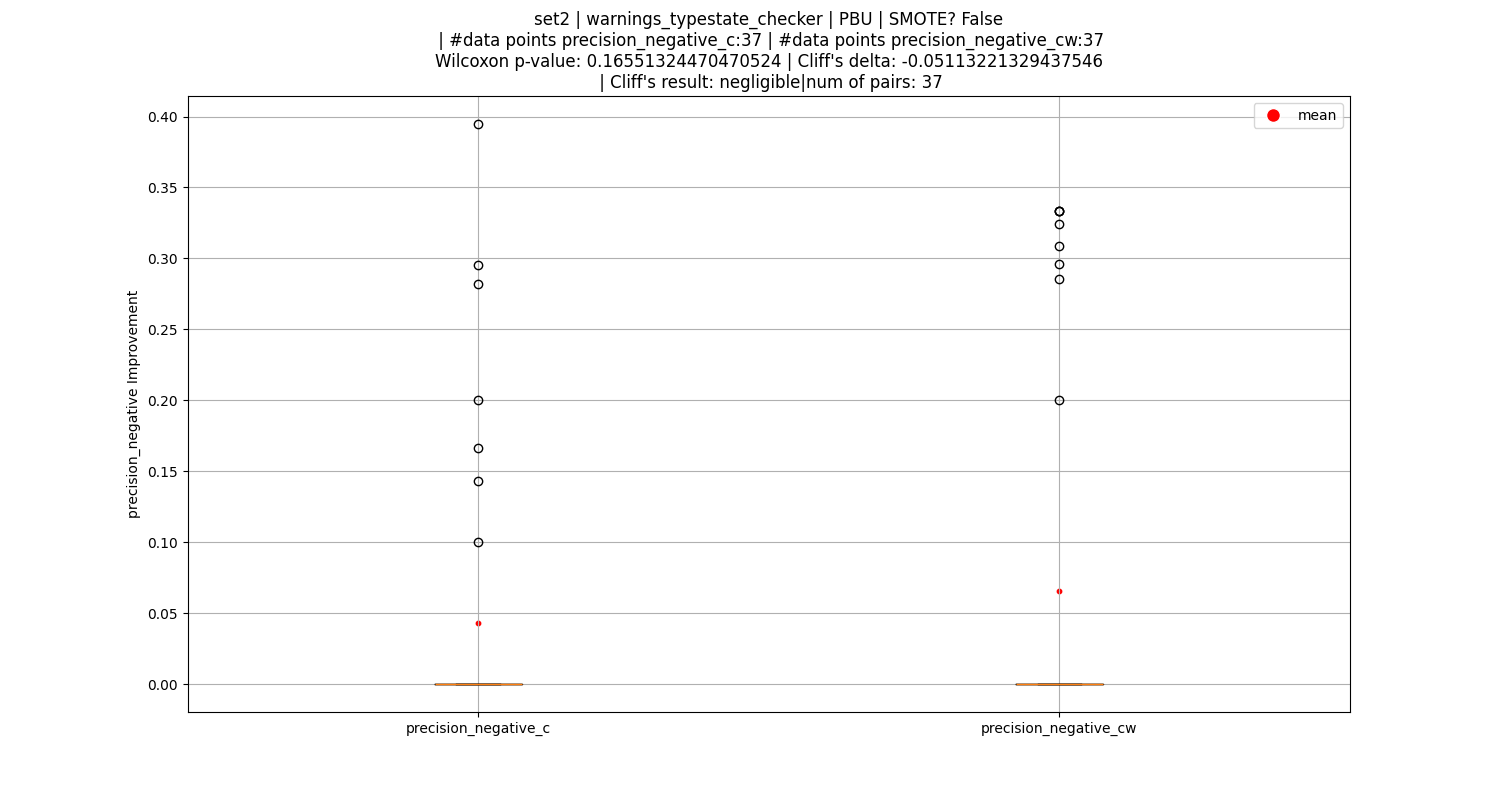 set2 | warnings_typestate_checker | PBU | SMOTE? False
| #data points precision_negative_c:37 | #data points precision_negative_cw:37
Wilcoxon p-value: 0.16551324470470524 | Cliff's delta: -0.05113221329437546
| Cliff's result: negligible|num of pairs: 37
mean
0.40
0.35
0.30
0.25
0.20
0.15
0.10
0.05
0.00
precision_negative Improvement
precision_negative_c
precision_negative_cw